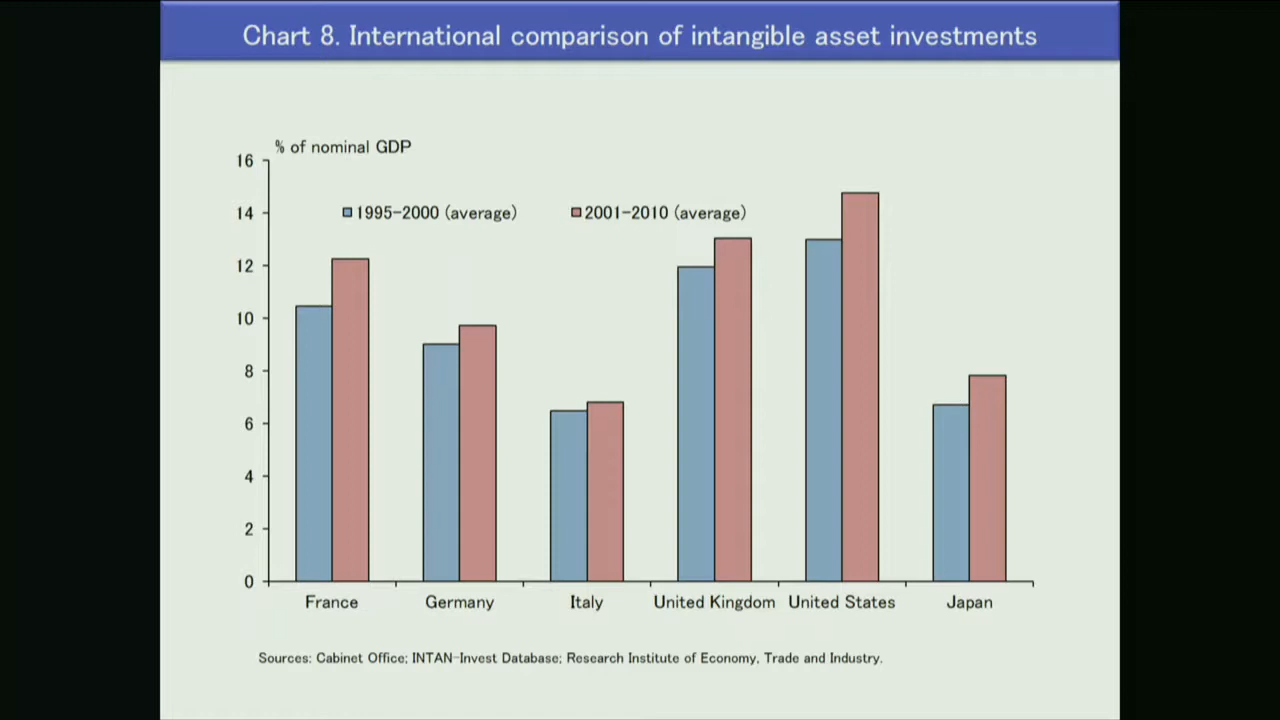 Chart 8. International comparison of intangible asset investments
% of nominal GDP
16
14
12
10
8
6
4
2
0
1995-2000 (average) 2001-2010 (average)
France Germany Italy United Kingdom United States Japan
Sources: Cabinet Office; INTAN-Invest Database; Research Institute of Economy, Trade and Industry.